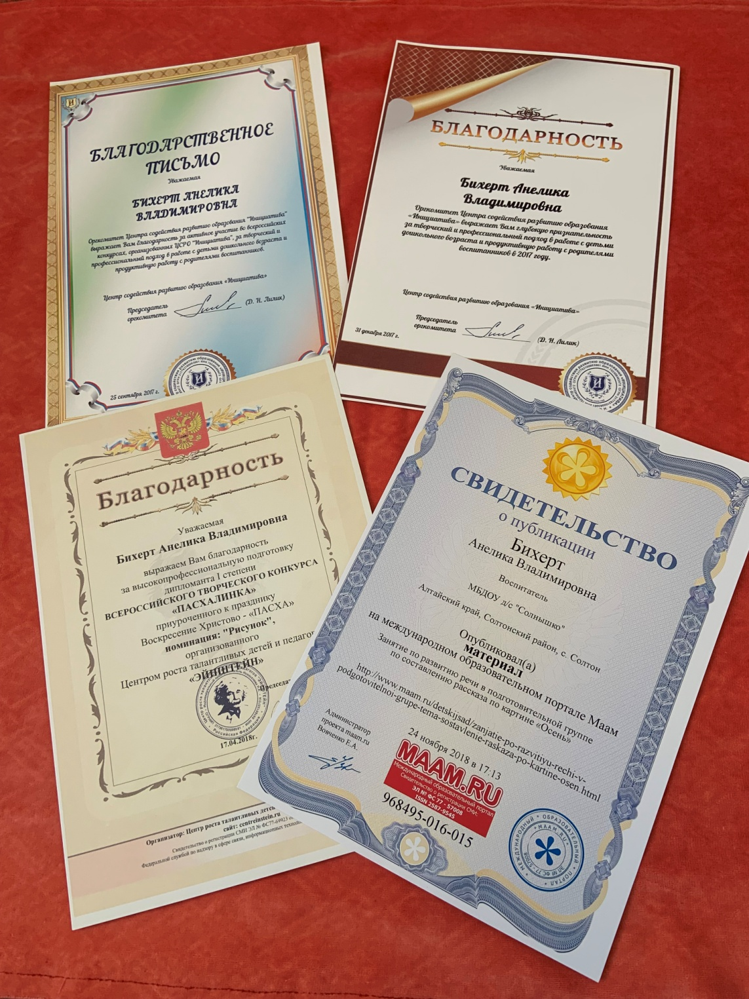 БЛАГОДАРСТВЕННОЕ
ПИСЬМО
Уважаемая
БИХЕРТ АНЕЛИКА
ВЛАДИМИРОВНА
Оргкомитет Центра содействия развитию образования "Инициатива"
выражает Вам благодарность за активное участие во всероссийских
конкурсах, организованных ЦСРО "Инициатива", за творческий и
профессиональный подход в работе с детьми дошкольного возраста и
продуктивную работу с родителями воспитанников.
Центр содействия развитию образования «Инициатива»
Председатель
оргкомитета
(Д. Н. Лилик)
25 сентября 2017 г.
БЛАГОДАРНОСТЬ
Уважаемая
Бихерт Анелика
Владимировна
Оргкомитет Центра содействия развитию образования
«Инициатива» выражает Вам глубокую признательность
за творческий и профессиональный подход в работе с детьми
дошкольного возраста и продуктивную работу с родителями
воспитанников в 2017 году.
Центр содействия развитию образования «Инициатива»
Председатель
оргкомитета
(Д. Н. Лилик)
31 декабря 2017 г.
Благодарность
Уважаемая
Бихерт Анелика Владимировна
выражаем Вам благодарность
за высокопрофессиональную подготовку
дипломанта I степени
ВСЕРОССИЙСКОГО ТВОРЧЕСКОГО КОНКУРСА
«ПАСХАЛИНКА»
приуроченного к празднику
Воскресение Христово - «ПАСХА»
номинация: "Рисунок",
организованного
Центром роста талантливых детей и педагог
«ЭЙНШТЕЙН»
Председат
17.04.2018г.
Организатор: Центр роста талантливых детей
сайт: centreinstein.ru
Свидетельство о регистрации СМИ ЭЛ № ФС77-69923 о
Федеральной службой по надзору в сфере связи, информационных технолог
СВИДЕТЕЛЬСТВО
о публикации
Бихерт
Анелика Владимировна
Воспитатель
МБДОУ д/с "Солнышко"
Алтайский край, Солтонский район, с. Солтон
Опубликовал(а)
материал
на международном образовательном портале Маам
Занятие по развитию речи в подготовительной группе
по составлению рассказа по картине «Осень»
http://www.maam.ru/detskijsad/zanjatie-po-razvitiyu-rechi-v-
podgotovitelnoi-grupe-tema-sostavlenie-raskaza-po-kartine-osen.html
Администратор
проекта maam.ru
Вовченко Е.А.
24 ноября 2018 в 17:13
MAAM.RU
Международный образовательный портал
Свидетельство о регистрации СМИ:
ЭЛ № ФС 77 - 57008
ISSN 2587-9545
968495-016-015
МЕЖДУНАРОДНЫЙ * ОБРАЗОВАТЕЛЬНЫЙ * ПОРТАЛ
MAAM.RU
ЭЛ № ФС 77 - 57008